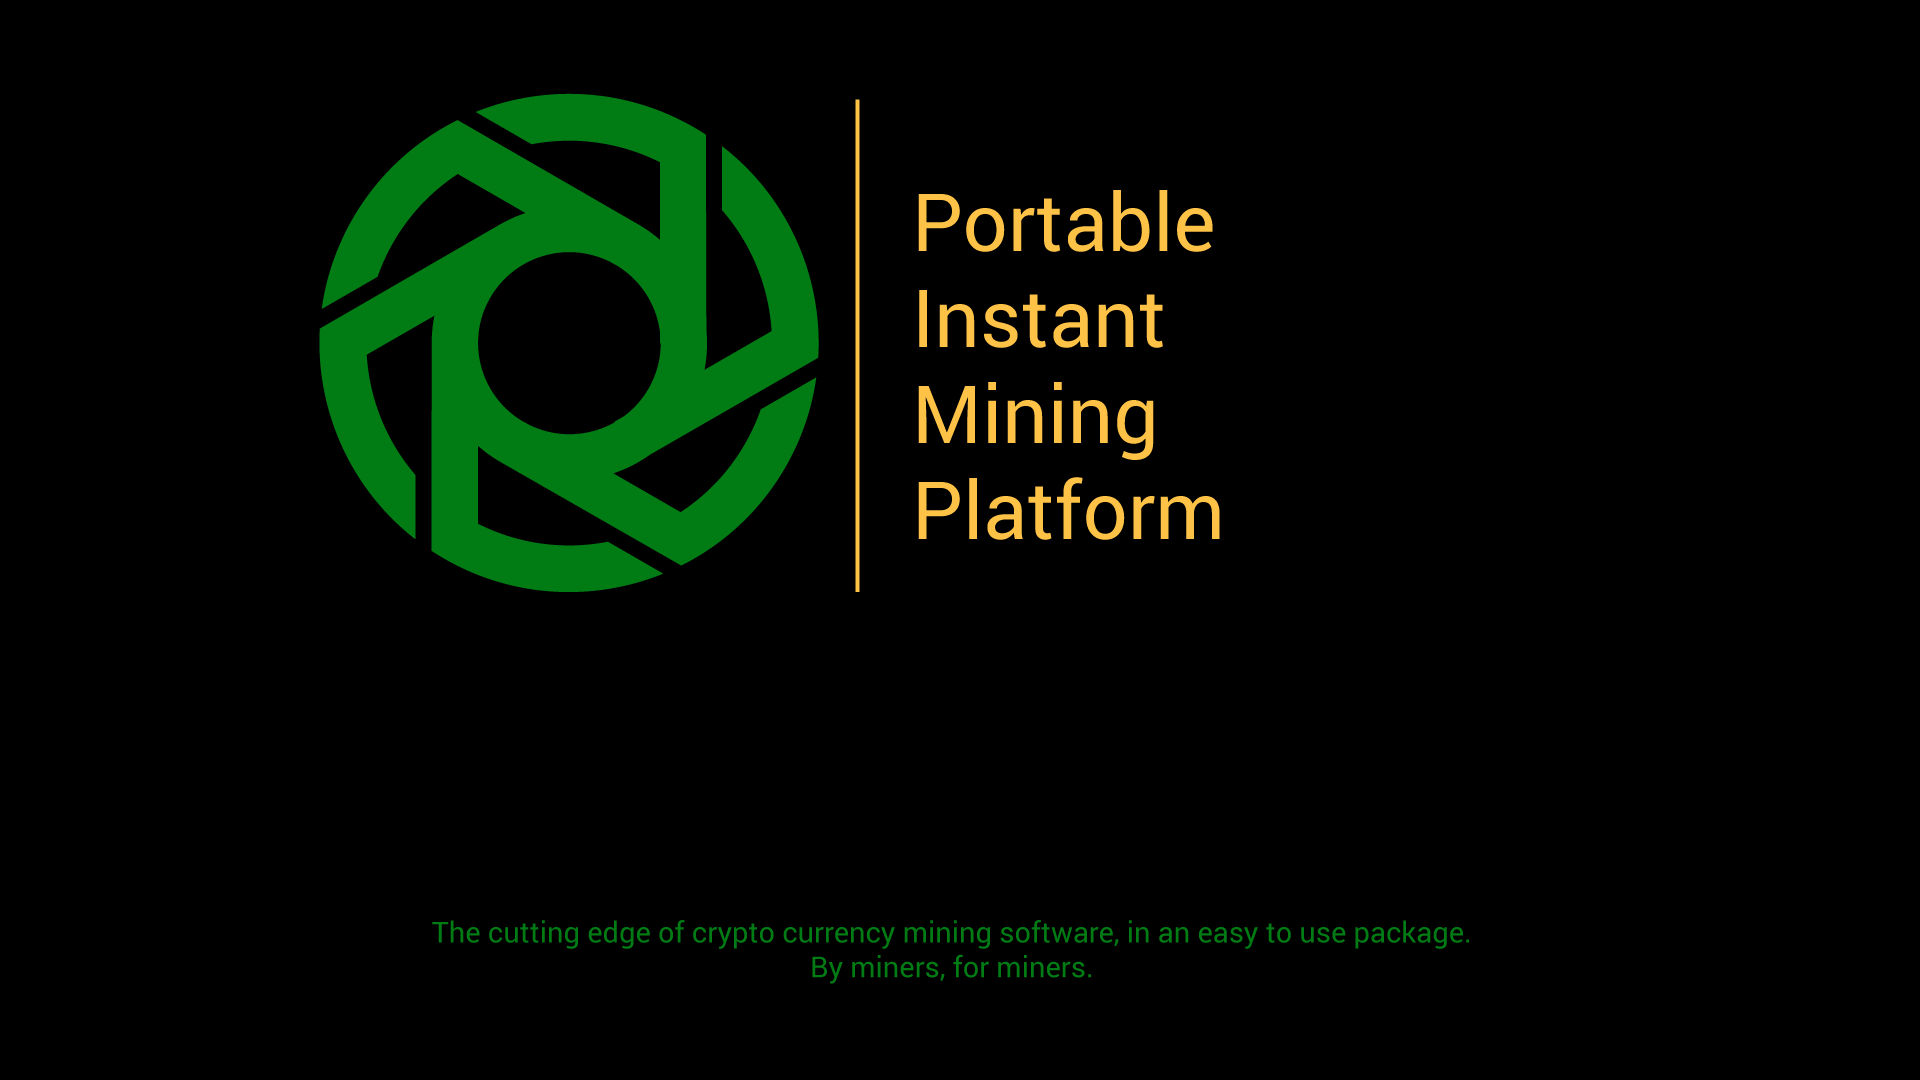 Portable
Instant
Mining
Platform
The cutting edge of crypto currency mining software, in an easy to use package.
By miners, for miners.